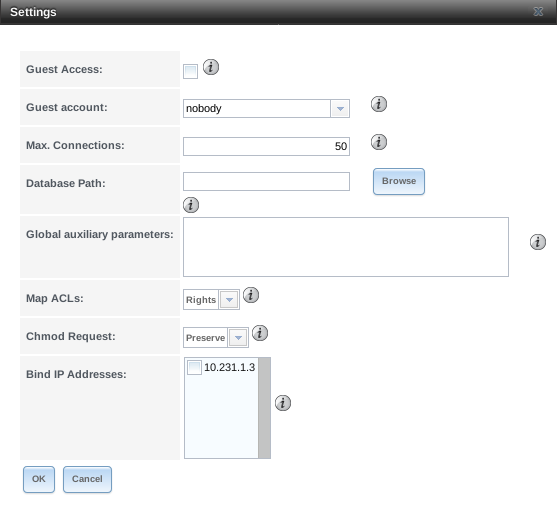 Settings
Guest Access:
Guest account: nobody
Max. Connections: 50
Database Path: Browse
Global auxiliary parameters:
Map ACLs: Rights
Chmod Request: Preserve
Bind IP Addresses: 10.231.1.3
OK Cancel